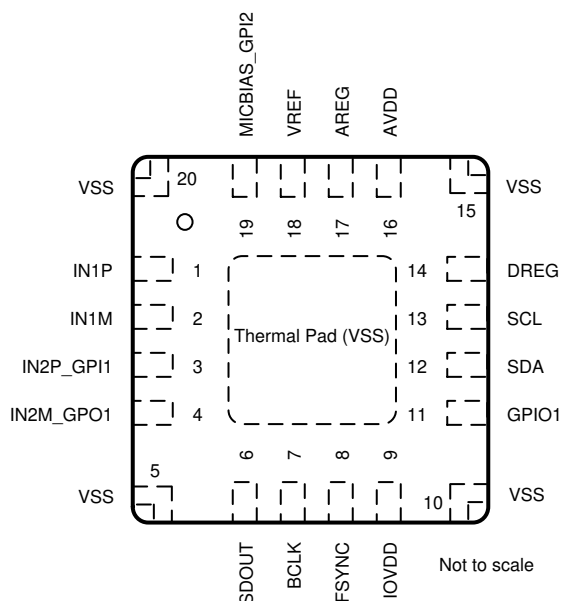 MICBIAS_GPI2
VREF
AREG
AVDD
VSS
20
19
18
17
16
15
VSS
IN1P
1
14
DREG
IN1M
2
13
SCL
Thermal Pad (VSS)
IN2P_GPI1
3
12
SDA
IN2M_GPO1
4
11
GPIO1
VSS
5
6
7
8
9
10
VSS
SDOUT
BCLK
FSYNC
IOVDD
Not to scale